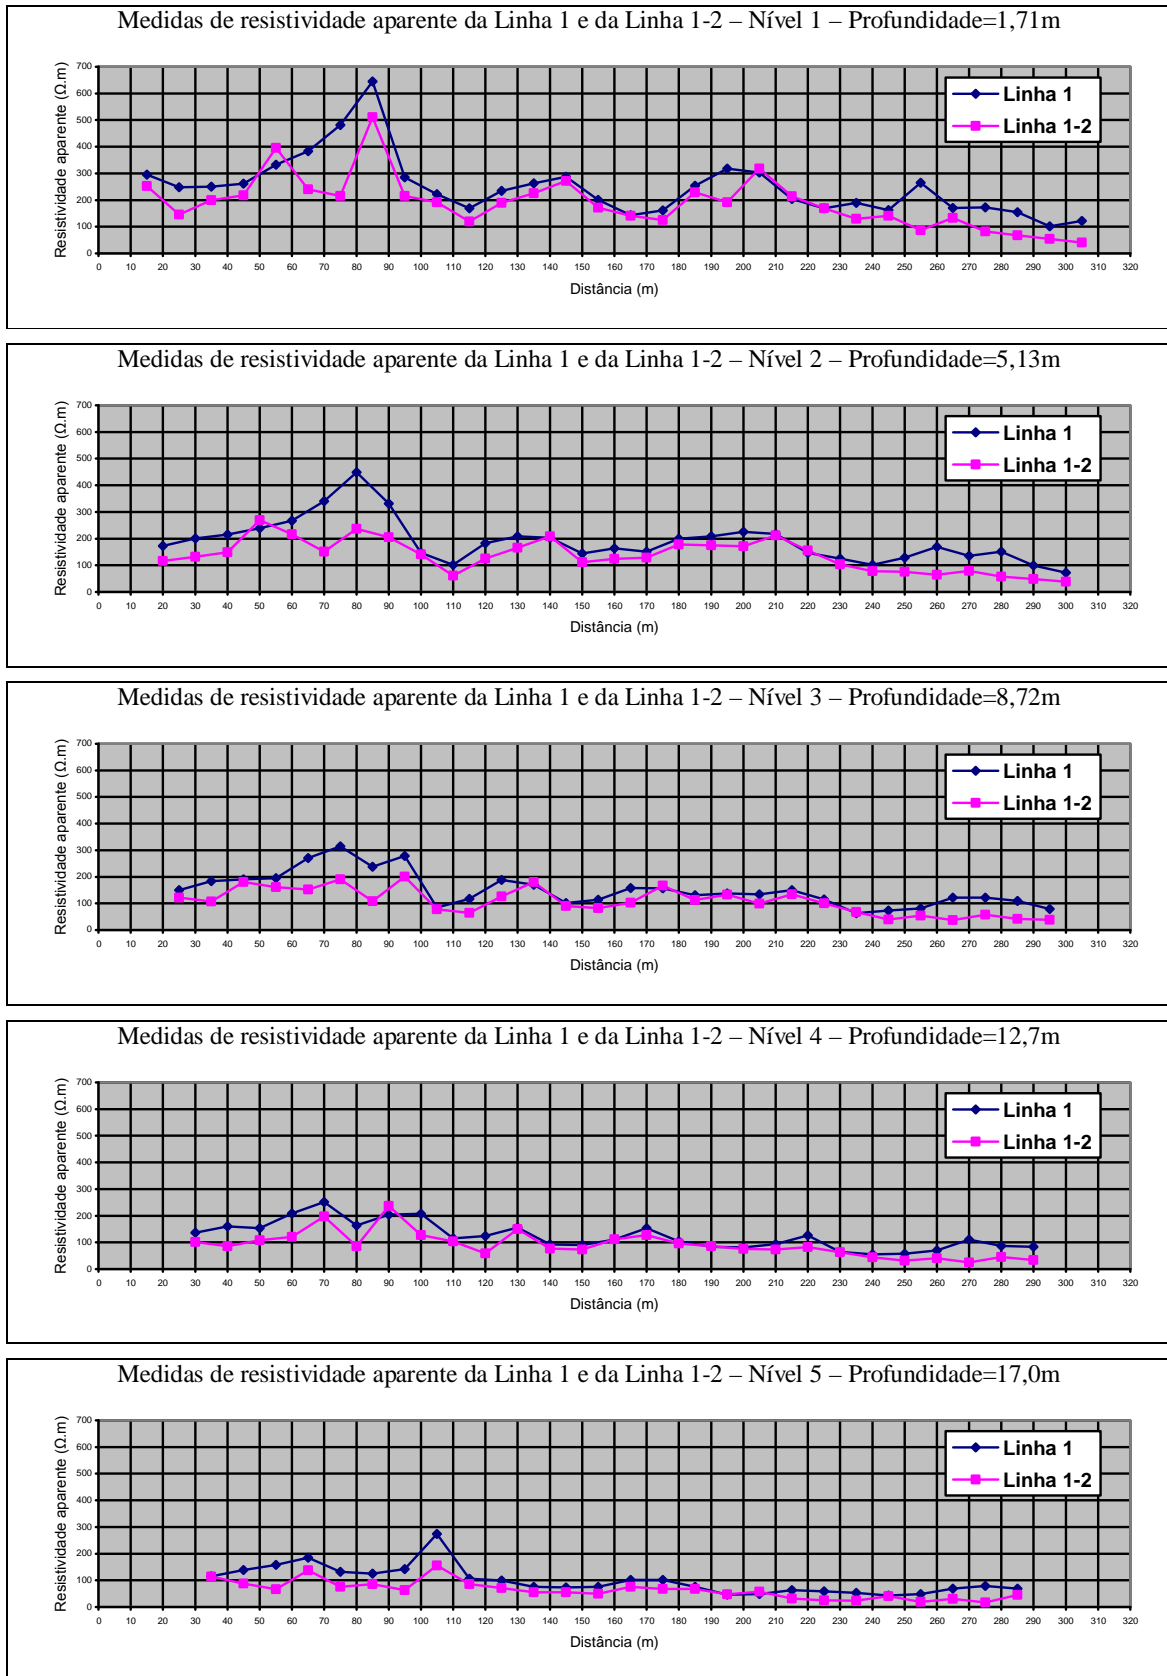 Medidas de resistividade aparente da Linha 1 e da Linha 1-2 – Nível 1 – Profundidade=1,71m
700
600
500
400
300
200
100
0
Resistividade aparente (Ω.m)
Linha 1
Linha 1-2
0 10 20 30 40 50 60 70 80 90 100 110 120 130 140 150 160 170 180 190 200 210 220 230 240 250 260 270 280 290 300 310 320
Distância (m)
Medidas de resistividade aparente da Linha 1 e da Linha 1-2 – Nível 2 – Profundidade=5,13m
700
600
500
400
300
200
100
0
Resistividade aparente (Ω.m)
Linha 1
Linha 1-2
0 10 20 30 40 50 60 70 80 90 100 110 120 130 140 150 160 170 180 190 200 210 220 230 240 250 260 270 280 290 300 310 320
Distância (m)
Medidas de resistividade aparente da Linha 1 e da Linha 1-2 – Nível 3 – Profundidade=8,72m
700
600
500
400
300
200
100
0
Resistividade aparente (Ω.m)
Linha 1
Linha 1-2
0 10 20 30 40 50 60 70 80 90 100 110 120 130 140 150 160 170 180 190 200 210 220 230 240 250 260 270 280 290 300 310 320
Distância (m)
Medidas de resistividade aparente da Linha 1 e da Linha 1-2 – Nível 4 – Profundidade=12,7m
700
600
500
400
300
200
100
0
Resistividade aparente (Ω.m)
Linha 1
Linha 1-2
0 10 20 30 40 50 60 70 80 90 100 110 120 130 140 150 160 170 180 190 200 210 220 230 240 250 260 270 280 290 300 310 320
Distância (m)
Medidas de resistividade aparente da Linha 1 e da Linha 1-2 – Nível 5 – Profundidade=17,0m
700
600
500
400
300
200
100
0
Resistividade aparente (Ω.m)
Linha 1
Linha 1-2
0 10 20 30 40 50 60 70 80 90 100 110 120 130 140 150 160 170 180 190 200 210 220 230 240 250 260 270 280 290 300 310 320
Distância (m)